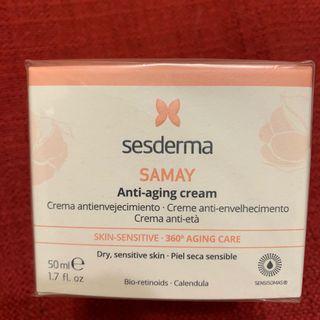 sesderma
SAMAY
Anti-aging cream
Crema antienvejecimiento · Creme anti-envelhecimento
Crema anti-età
SKIN-SENSITIVE · 360º AGING CARE
Dry, sensitive skin · Piel seca sensible
50 ml ℮
1.7 fl. oz
Bio-retinoids · Calendula
SENSISOMAS®